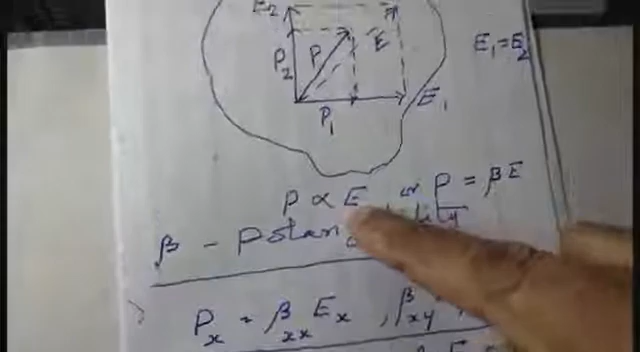 E2
P2 P E
E1 = E2
P1 E1
P ∝ E or P = βE
β -
Px = βxx Ex , βxy